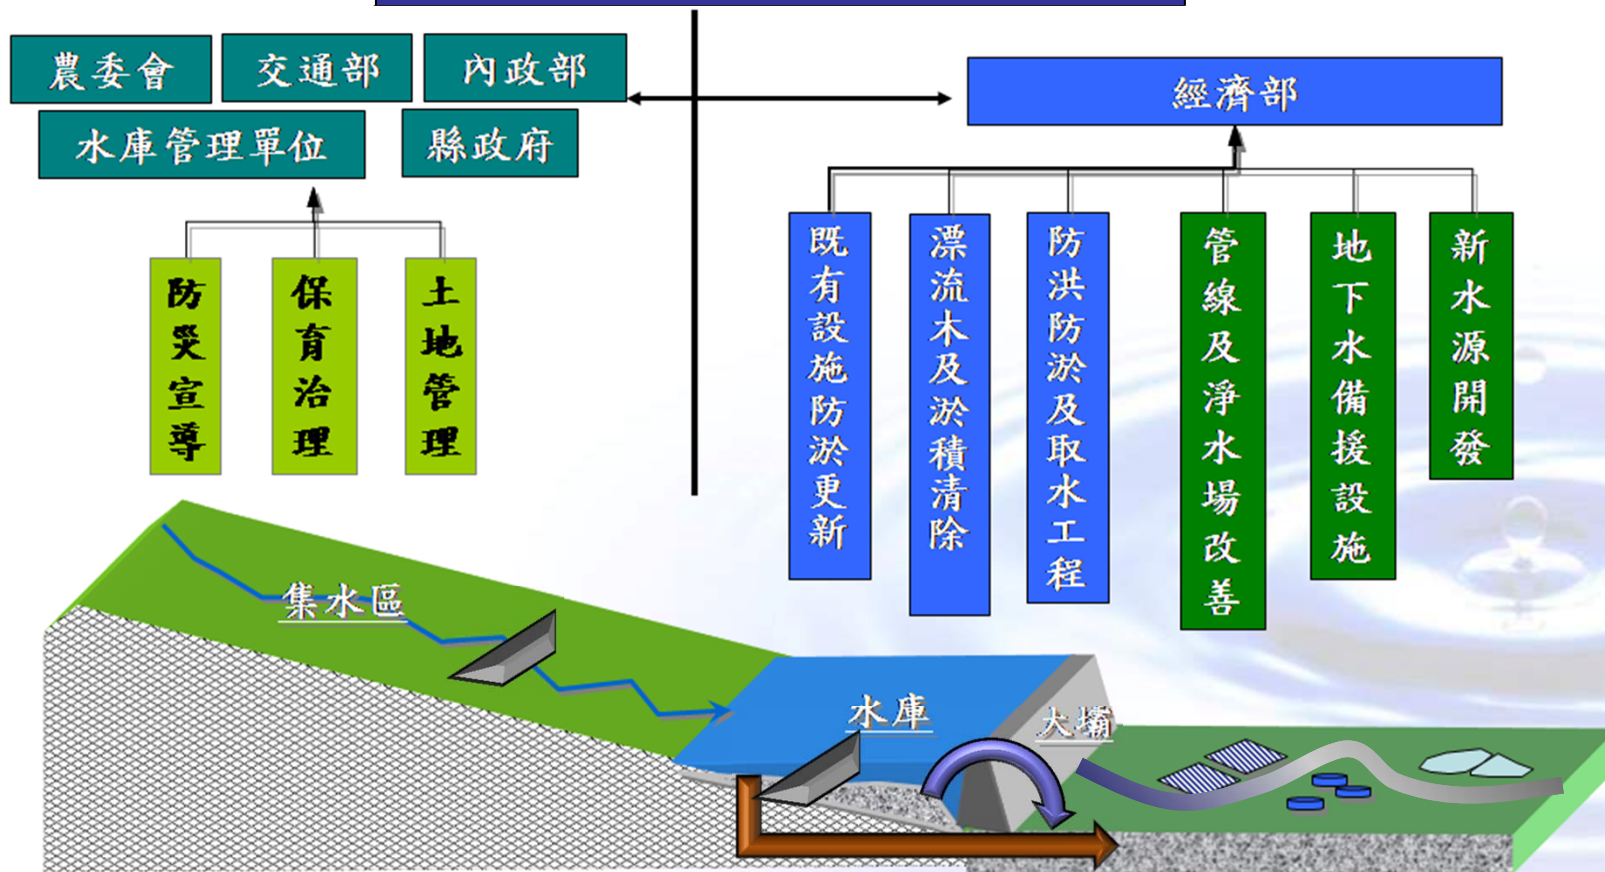 農委會
交通部
內政部
水庫管理單位
縣政府
經濟部
防災宣導
保育治理
土地管理
既有設施防淤更新
漂流木及淤積清除
防洪防淤及取水工程
管線及淨水場改善
地下水備援設施
新水源開發
集水區
水庫
大壩